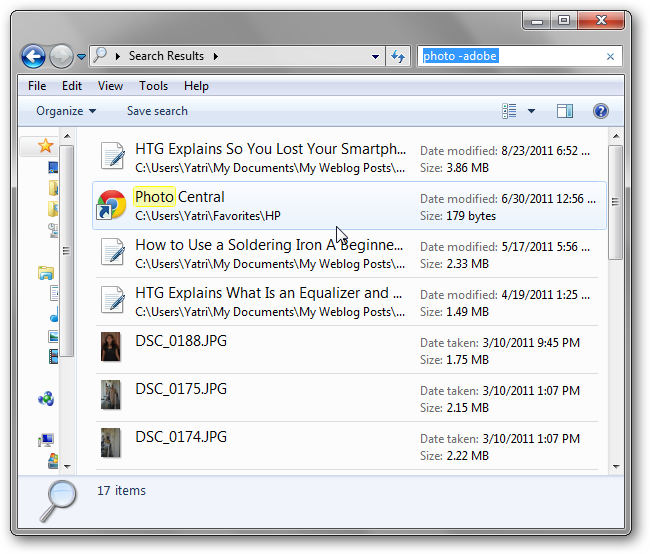 Search Results
photo -adobe
File Edit View Tools Help
Organize Save search
HTG Explains So You Lost Your Smartph...
Date modified: 8/23/2011 6:52 ...
C:\Users\Yatri\My Documents\My Weblog Posts\...
Size: 3.86 MB
Photo Central
Date modified: 6/30/2011 12:56 ...
C:\Users\Yatri\Favorites\HP
Size: 179 bytes
How to Use a Soldering Iron A Beginne...
Date modified: 5/17/2011 5:56 ...
C:\Users\Yatri\My Documents\My Weblog Posts\...
Size: 2.33 MB
HTG Explains What Is an Equalizer and ...
Date modified: 4/19/2011 1:25 ...
C:\Users\Yatri\My Documents\My Weblog Posts\...
Size: 1.49 MB
DSC_0188.JPG
Date taken: 3/10/2011 9:45 PM
Size: 1.75 MB
DSC_0175.JPG
Date taken: 3/10/2011 1:07 PM
Size: 2.15 MB
DSC_0174.JPG
Date taken: 3/10/2011 1:07 PM
Size: 2.22 MB
17 items